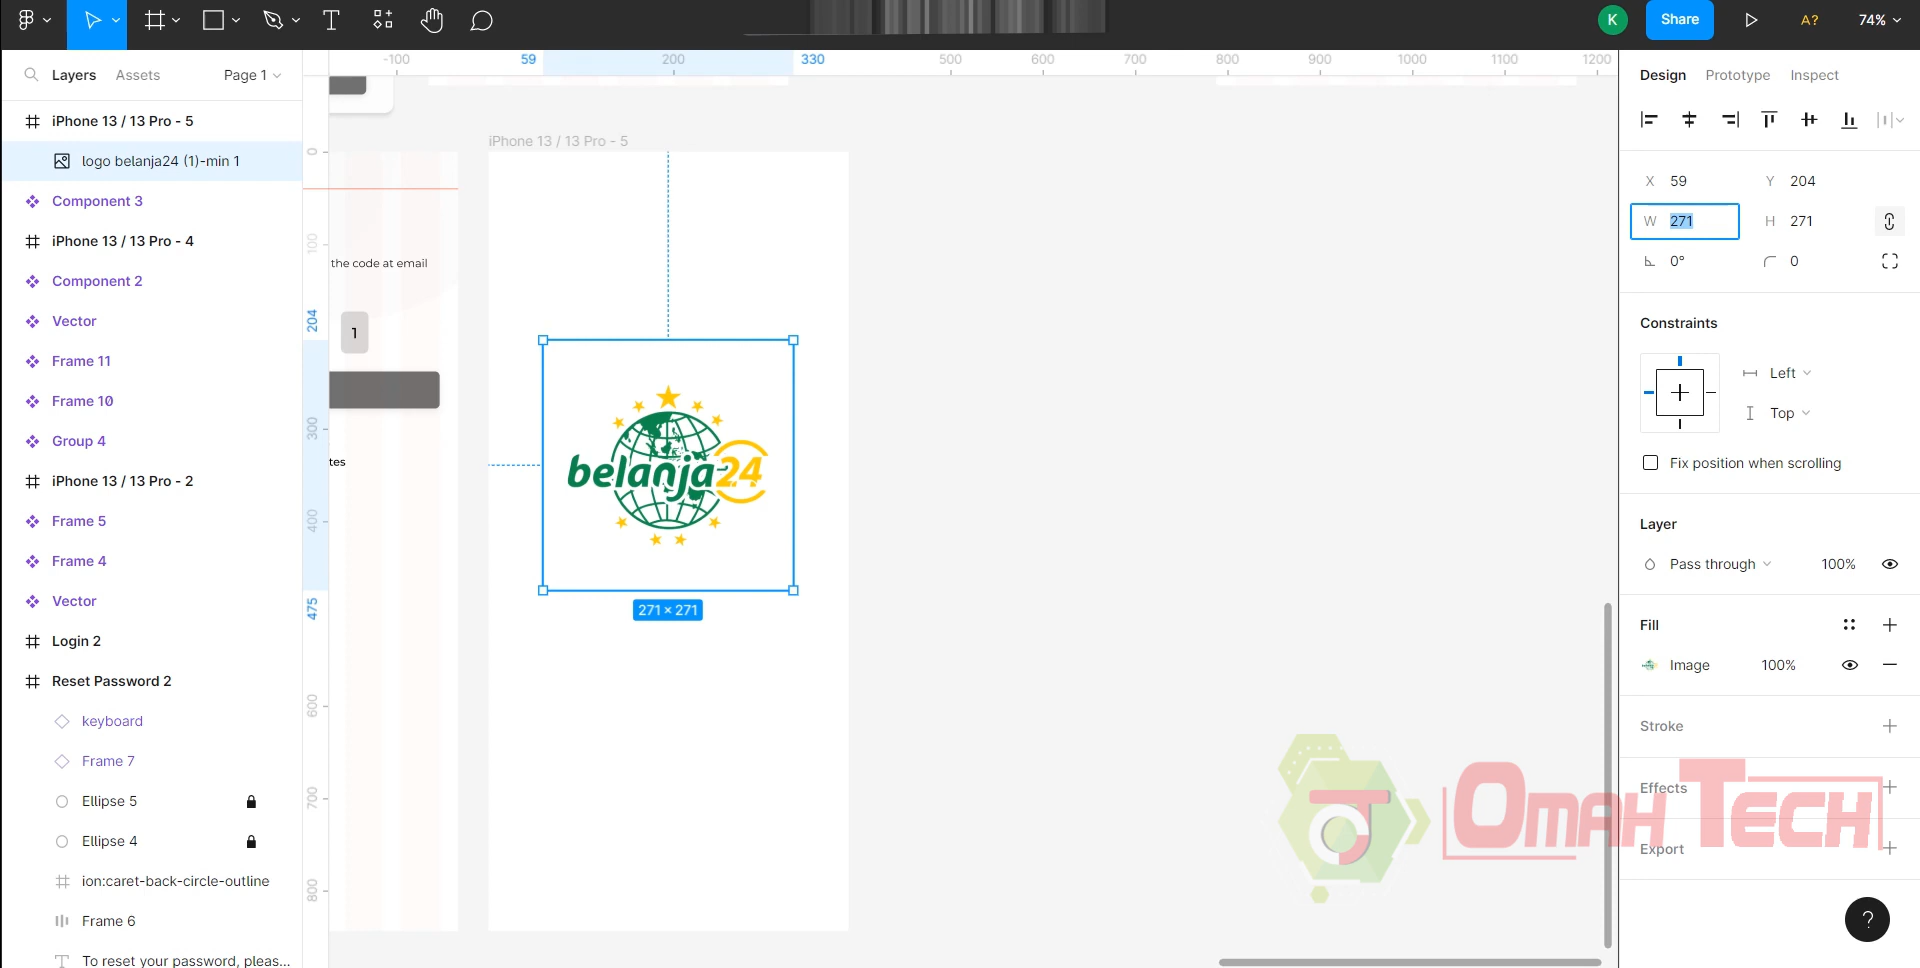 K
Share
A?
74%
Layers
Assets
Page 1
-100
59
200
330
500
600
700
800
900
1000
1100
1200
Design
Prototype
Inspect
iPhone 13 / 13 Pro - 5
logo belanja24 (1)-min 1
Component 3
iPhone 13 / 13 Pro - 4
Component 2
Vector
Frame 11
Frame 10
Group 4
iPhone 13 / 13 Pro - 2
Frame 5
Frame 4
Vector
Login 2
Reset Password 2
keyboard
Frame 7
Ellipse 5
Ellipse 4
ion:caret-back-circle-outline
Frame 6
To reset your password, pleas...
0
100
204
300
400
475
600
700
800
the code at email
1
tes
iPhone 13 / 13 Pro - 5
belanja24
271 × 271
X 59
Y 204
W 271
H 271
0°
0
Constraints
Left
Top
Fix position when scrolling
Layer
Pass through
100%
Fill
Image
100%
Stroke
Effects
Export
OMAH TECH
?